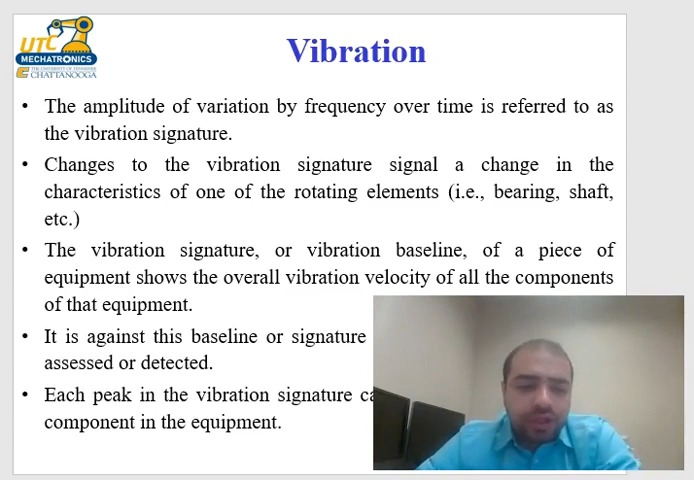 UTC
MECHATRONICS
THE UNIVERSITY OF TENNESSEE
CHATTANOOGA
Vibration
• The amplitude of variation by frequency over time is referred to as
the vibration signature.
• Changes to the vibration signature signal a change in the
characteristics of one of the rotating elements (i.e., bearing, shaft,
etc.)
• The vibration signature, or vibration baseline, of a piece of
equipment shows the overall vibration velocity of all the components
of that equipment.
• It is against this baseline or signature
assessed or detected.
• Each peak in the vibration signature ca
component in the equipment.